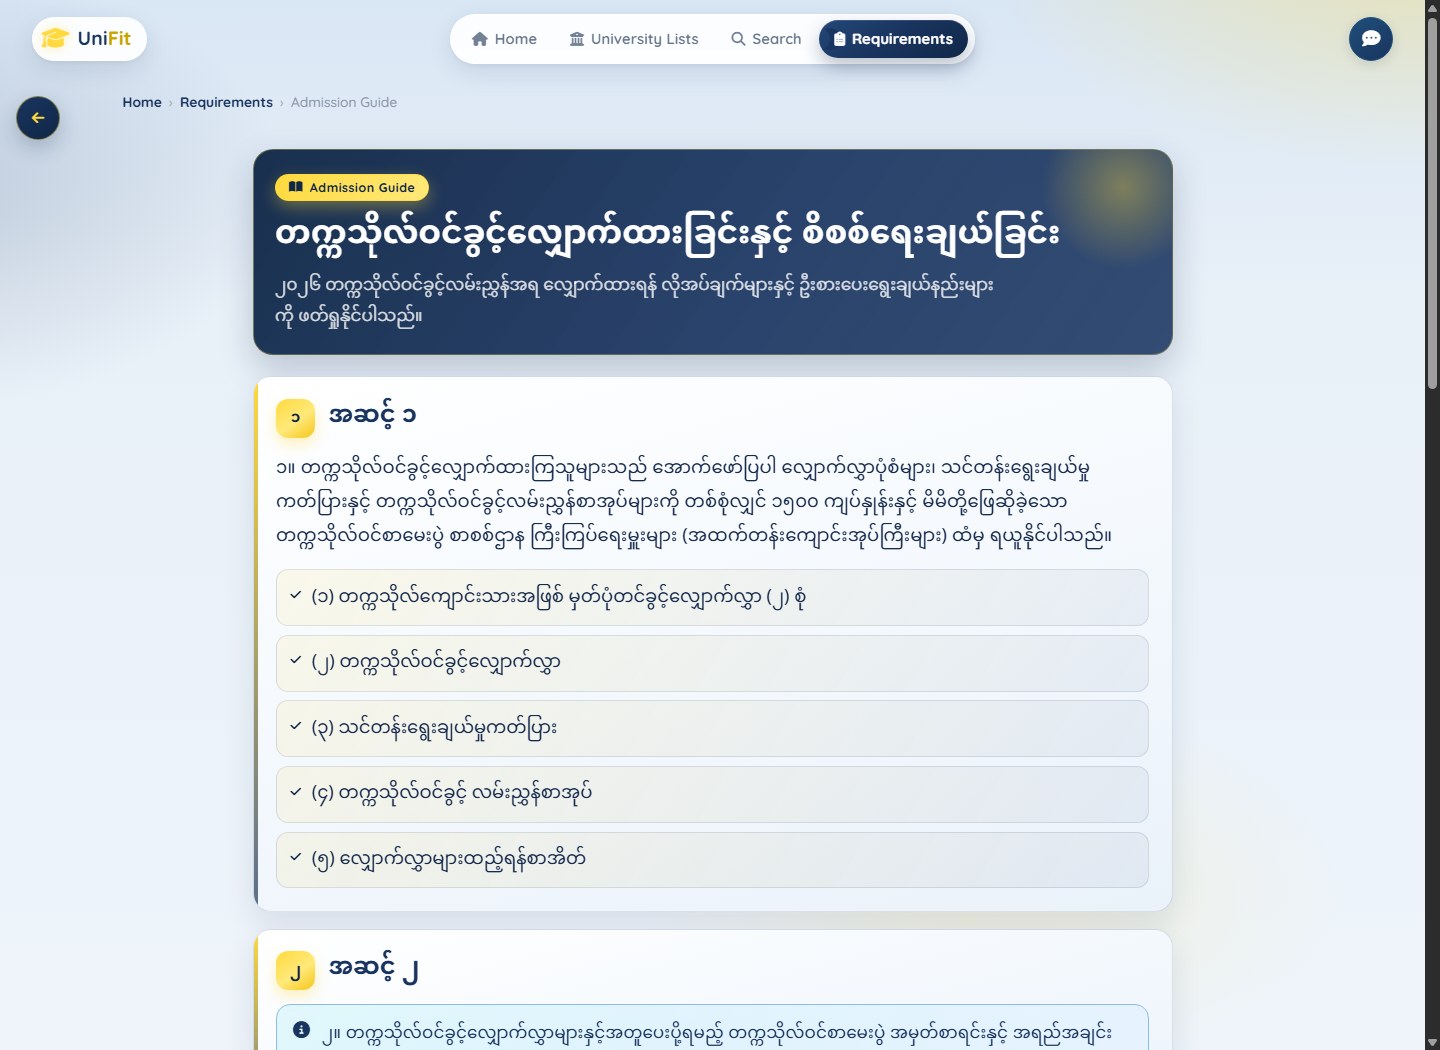 UniFit
Home
University Lists
Search
Requirements
Home › Requirements › Admission Guide
Admission Guide
တက္ကသိုလ်ဝင်ခွင့်လျှောက်ထားခြင်းနှင့် စိစစ်ရေးချယ်ခြင်း
၂၀၂၆ တက္ကသိုလ်ဝင်ခွင့်လမ်းညွှန်အရ လျှောက်ထားရန် လိုအပ်ချက်များနှင့် ဦးစားပေးရွေးချယ်နည်းများ
ကို ဖတ်ရှုနိုင်ပါသည်။
၁ အဆင့် ၁
၁။ တက္ကသိုလ်ဝင်ခွင့်လျှောက်ထားကြသူများသည် အောက်ဖော်ပြပါ လျှောက်လွှာပုံစံများ၊ သင်တန်းရွေးချယ်မှု
ကတ်ပြားနှင့် တက္ကသိုလ်ဝင်ခွင့်လမ်းညွှန်စာအုပ်များကို တစ်စုံလျှင် ၁၅၀၀ ကျပ်နှုန်းနှင့် မိမိတို့ဖြေဆိုခဲ့သော
တက္ကသိုလ်ဝင်စာမေးပွဲ စာစစ်ဌာန ကြီးကြပ်ရေးမှူးများ (အထက်တန်းကျောင်းအုပ်ကြီးများ) ထံမှ ရယူနိုင်ပါသည်။
(၁) တက္ကသိုလ်ကျောင်းသားအဖြစ် မှတ်ပုံတင်ခွင့်လျှောက်လွှာ (၂) စုံ
(၂) တက္ကသိုလ်ဝင်ခွင့်လျှောက်လွှာ
(၃) သင်တန်းရွေးချယ်မှုကတ်ပြား
(၄) တက္ကသိုလ်ဝင်ခွင့် လမ်းညွှန်စာအုပ်
(၅) လျှောက်လွှာများထည့်ရန်စာအိတ်
၂ အဆင့် ၂
၂။ တက္ကသိုလ်ဝင်ခွင့်လျှောက်လွှာများနှင့်အတူပေးပို့ရမည့် တက္ကသိုလ်ဝင်စာမေးပွဲ အမှတ်စာရင်းနှင့် အရည်အချင်း